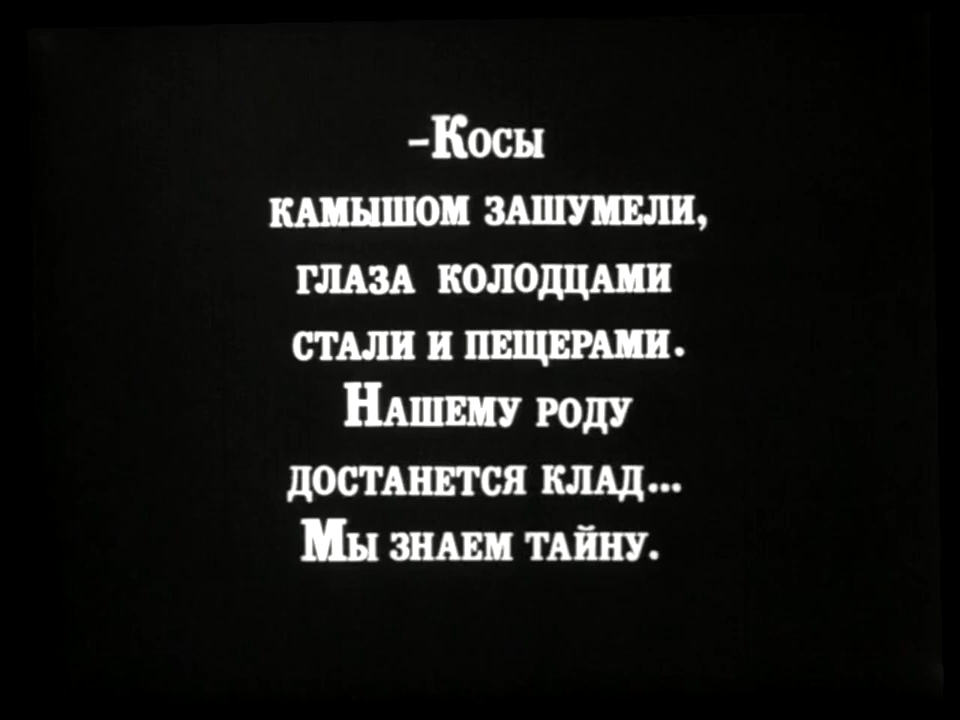 –Косы
камышом зашумели,
глаза колодцами
стали и пещерами.
Нашему роду
достанется клад...
Мы знаем тайну.